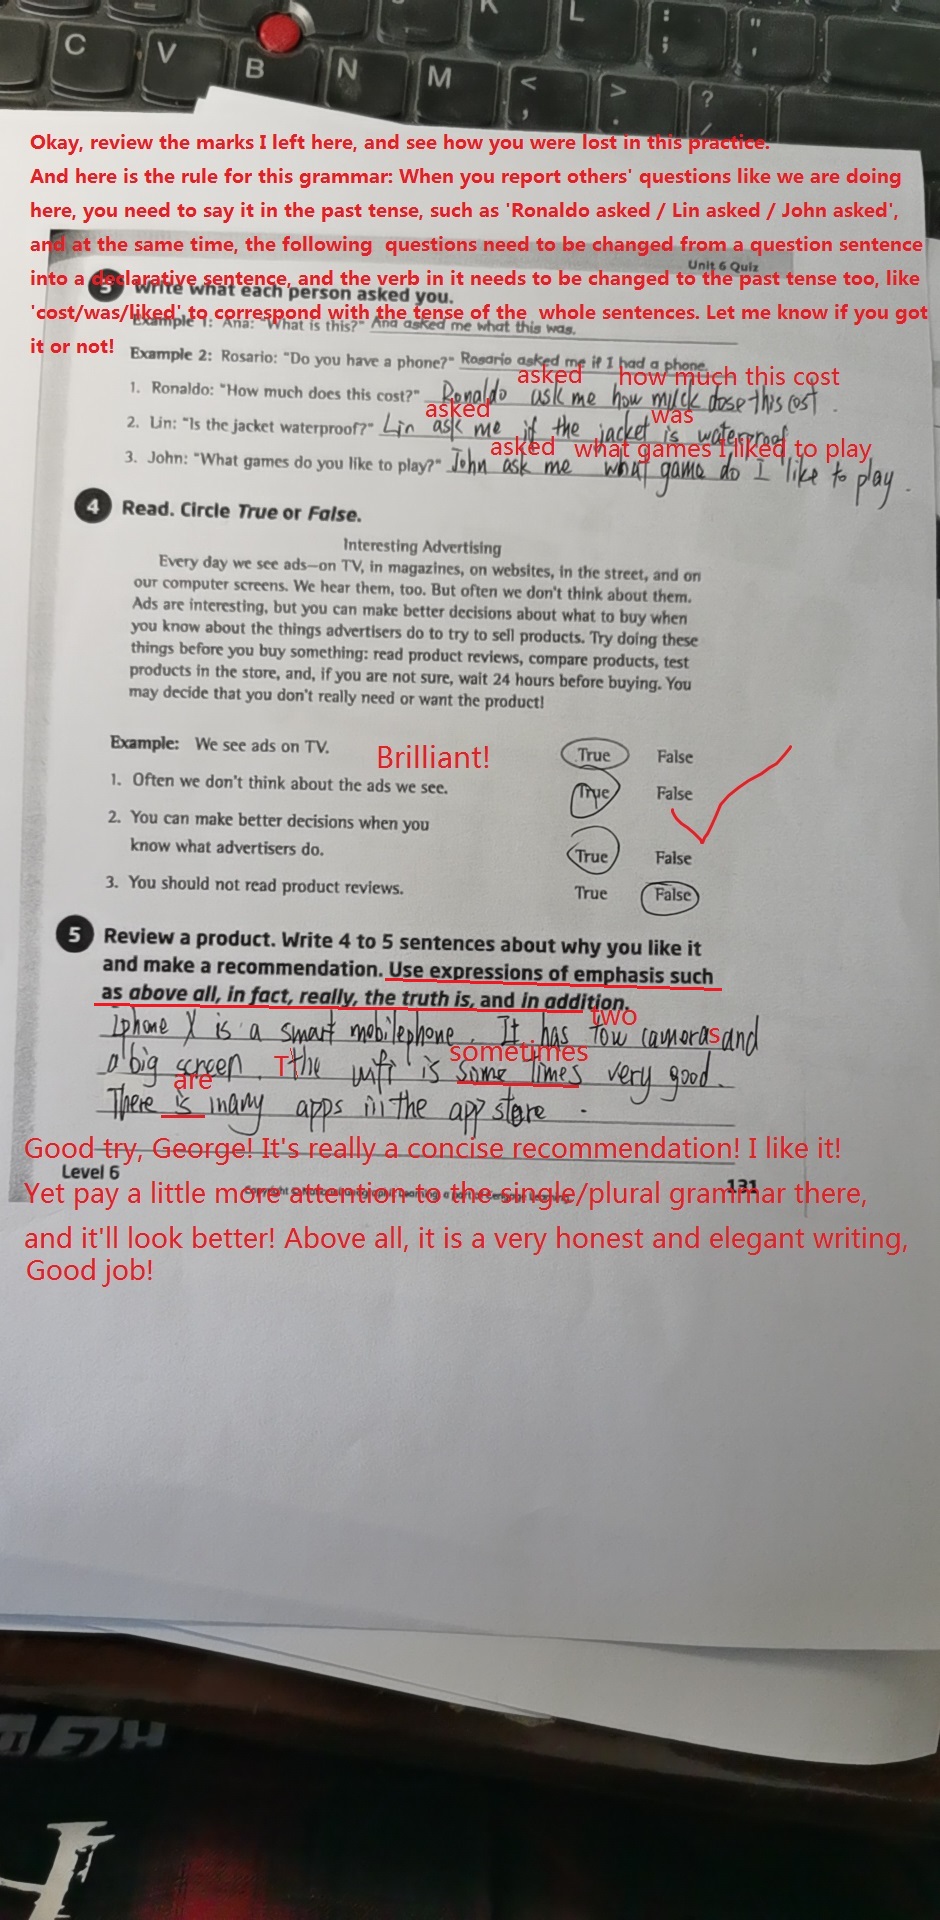 C V B N M K L : ; " ' < , > . ? /
Okay, review the marks I left here, and see how you were lost in this practice.
And here is the rule for this grammar: When you report others' questions like we are doing
here, you need to say it in the past tense, such as 'Ronaldo asked / Lin asked / John asked',
and at the same time, the following questions need to be changed from a question sentence
Unit 6 Quiz
into a declarative sentence, and the verb in it needs to be changed to the past tense too, like
3 Write what each person asked you.
'cost/was/liked' to correspond with the tense of the whole sentences. Let me know if you got
Example 1: Ana: "What is this?" Ana asked me what this was.
it or not!
Example 2: Rosario: "Do you have a phone?" Rosario asked me if I had a phone.
asked how much this cost
1. Ronaldo: "How much does this cost?" Ronaldo ask me how much dose this cost.
asked was
2. Lin: "Is the jacket waterproof?" Lin ask me if the jacket is waterproof
asked what games I liked to play
3. John: "What games do you like to play?" John ask me what game do I like to play.
4 Read. Circle True or False.
Interesting Advertising
Every day we see ads—on TV, in magazines, on websites, in the street, and on
our computer screens. We hear them, too. But often we don't think about them.
Ads are interesting, but you can make better decisions about what to buy when
you know about the things advertisers do to try to sell products. Try doing these
things before you buy something: read product reviews, compare products, test
products in the store, and, if you are not sure, wait 24 hours before buying. You
may decide that you don't really need or want the product!
Example: We see ads on TV. True False
Brilliant!
1. Often we don't think about the ads we see. True False
2. You can make better decisions when you
know what advertisers do. True False
3. You should not read product reviews. True False
5 Review a product. Write 4 to 5 sentences about why you like it
and make a recommendation. Use expressions of emphasis such
as above all, in fact, really, the truth is, and in addition.
two
Iphone X is a smart mobilephone. It has tow camerasand
sometimes
a big screen. Tthe wifi is some times very good.
are
There is many apps in the app store.
Good try, George! It's really a concise recommendation! I like it!
Level 6
Yet pay a little more attention to the single/plural grammar there,
131
and it'll look better! Above all, it is a very honest and elegant writing,
Good job!